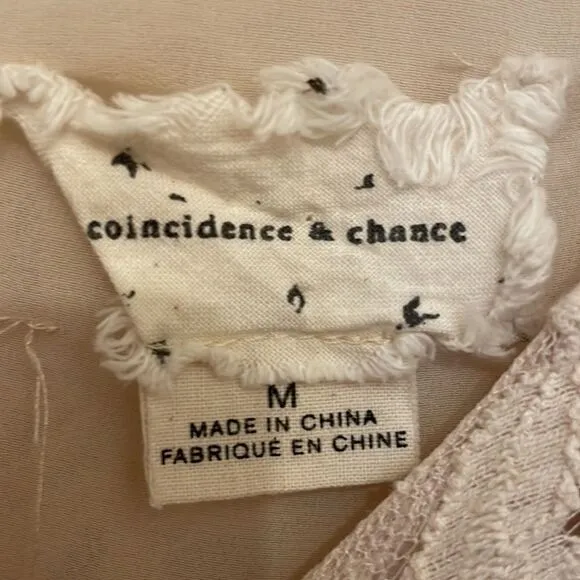 coincidence & chance
M
MADE IN CHINA
FABRIQUÉ EN CHINE